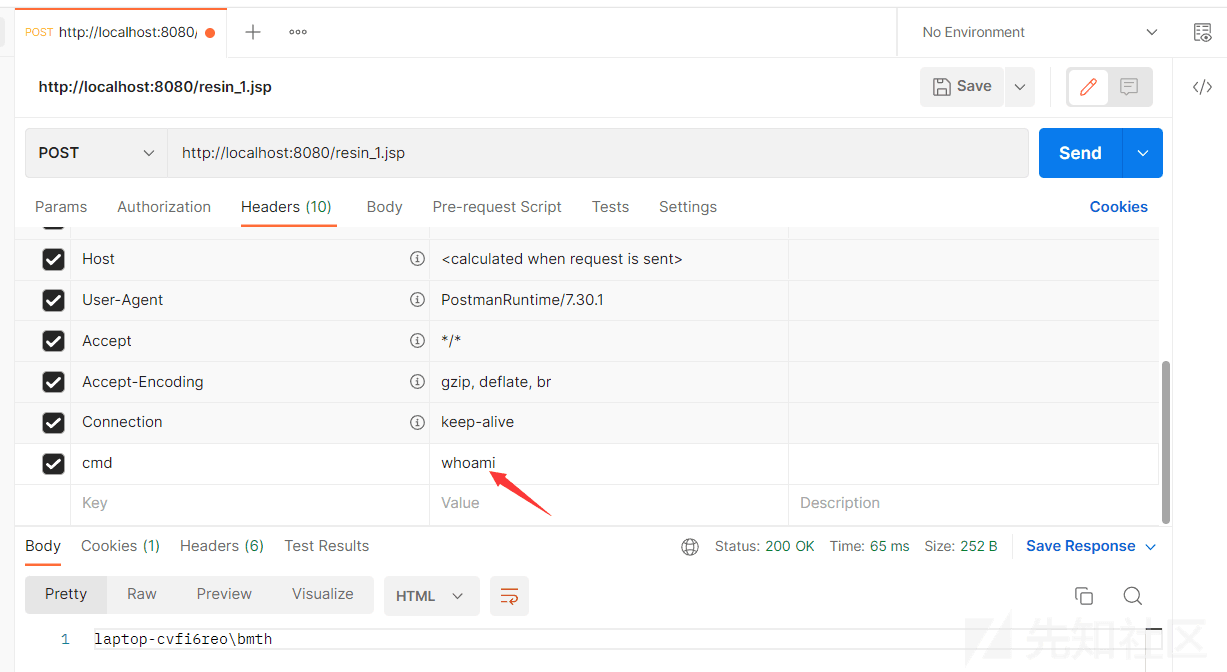 POST http://localhost:8080/ No Environment
http://localhost:8080/resin_1.jsp Save
POST http://localhost:8080/resin_1.jsp Send
Params Authorization Headers (10) Body Pre-request Script Tests Settings Cookies
Host <calculated when request is sent>
User-Agent PostmanRuntime/7.30.1
Accept */*
Accept-Encoding gzip, deflate, br
Connection keep-alive
cmd whoami
Key Value Description
Body Cookies (1) Headers (6) Test Results Status: 200 OK Time: 65 ms Size: 252 B Save Response
Pretty Raw Preview Visualize HTML
1 laptop-cvfi6reo\bmth
先知社区